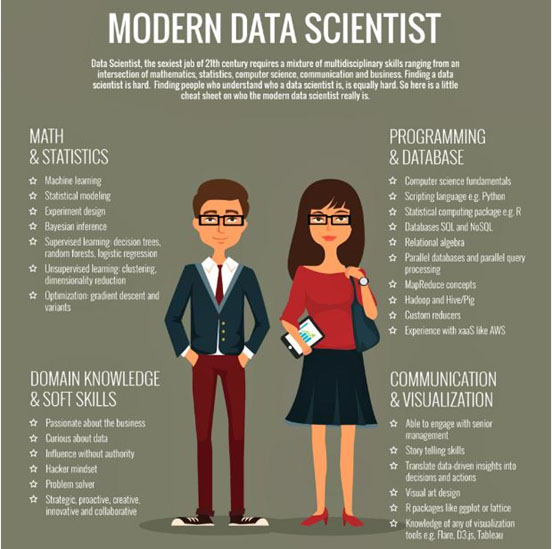 MODERN DATA SCIENTIST
Data Scientist, the sexiest job of 21th century requires a mixture of multidisciplinary skills ranging from an
intersection of mathematics, statistics, computer science, communication and business. Finding a data
scientist is hard. Finding people who understand who a data scientist is, is equally hard. So here is a little
cheat sheet on who the modern data scientist really is.
MATH
& STATISTICS
Machine learning
Statistical modeling
Experiment design
Bayesian inference
Supervised learning: decision trees,
random forests, logistic regression
Unsupervised learning: clustering,
dimensionality reduction
Optimization: gradient descent and
variants
PROGRAMMING
& DATABASE
Computer science fundamentals
Scripting language e.g. Python
Statistical computing package e.g. R
Databases SQL and NoSQL
Relational algebra
Parallel databases and parallel query
processing
MapReduce concepts
Hadoop and Hive/Pig
Custom reducers
Experience with xaaS like AWS
DOMAIN KNOWLEDGE
& SOFT SKILLS
Passionate about the business
Curious about data
Influence without authority
Hacker mindset
Problem solver
Strategic, proactive, creative,
innovative and collaborative
COMMUNICATION
& VISUALIZATION
Able to engage with senior
management
Story telling skills
Translate data-driven insights into
decisions and actions
Visual art design
R packages like ggplot or lattice
Knowledge of any of visualization
tools e.g. Flare, D3.js, Tableau